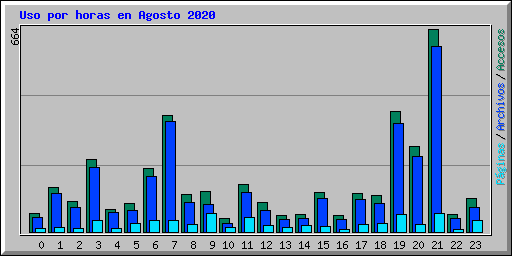 Uso por horas en Agosto 2020
664
Páginas / Archivos / Accesos
0 1 2 3 4 5 6 7 8 9 10 11 12 13 14 15 16 17 18 19 20 21 22 23